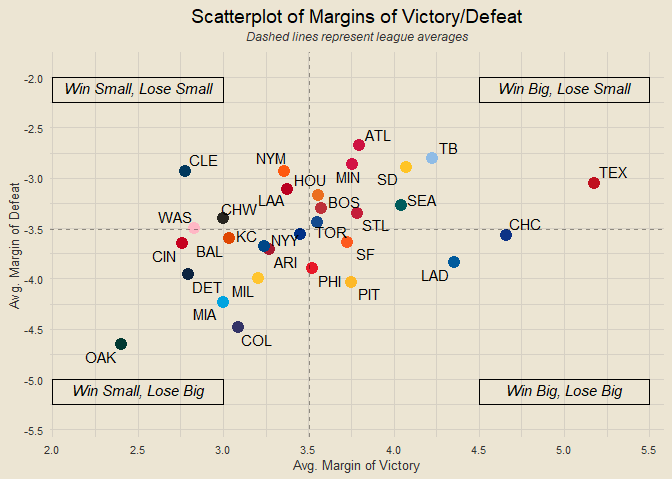 Scatterplot of Margins of Victory/Defeat
Dashed lines represent league averages
-2.0
Win Small, Lose Small
Win Big, Lose Small
-2.5
ATL
TB
CLE
NYM
MIN
SD
TEX
-3.0
HOU
LAA
BOS
SEA
WAS
CHW
STL
CHC
-3.5
KC
NYY
TOR
BAL
SF
CIN
ARI
LAD
-4.0
DET
MIL
PHI
PIT
MIA
COL
-4.5
OAK
-5.0
Win Small, Lose Big
Win Big, Lose Big
-5.5
2.0
2.5
3.0
3.5
4.0
4.5
5.0
5.5
Avg. Margin of Victory
Avg. Margin of Defeat